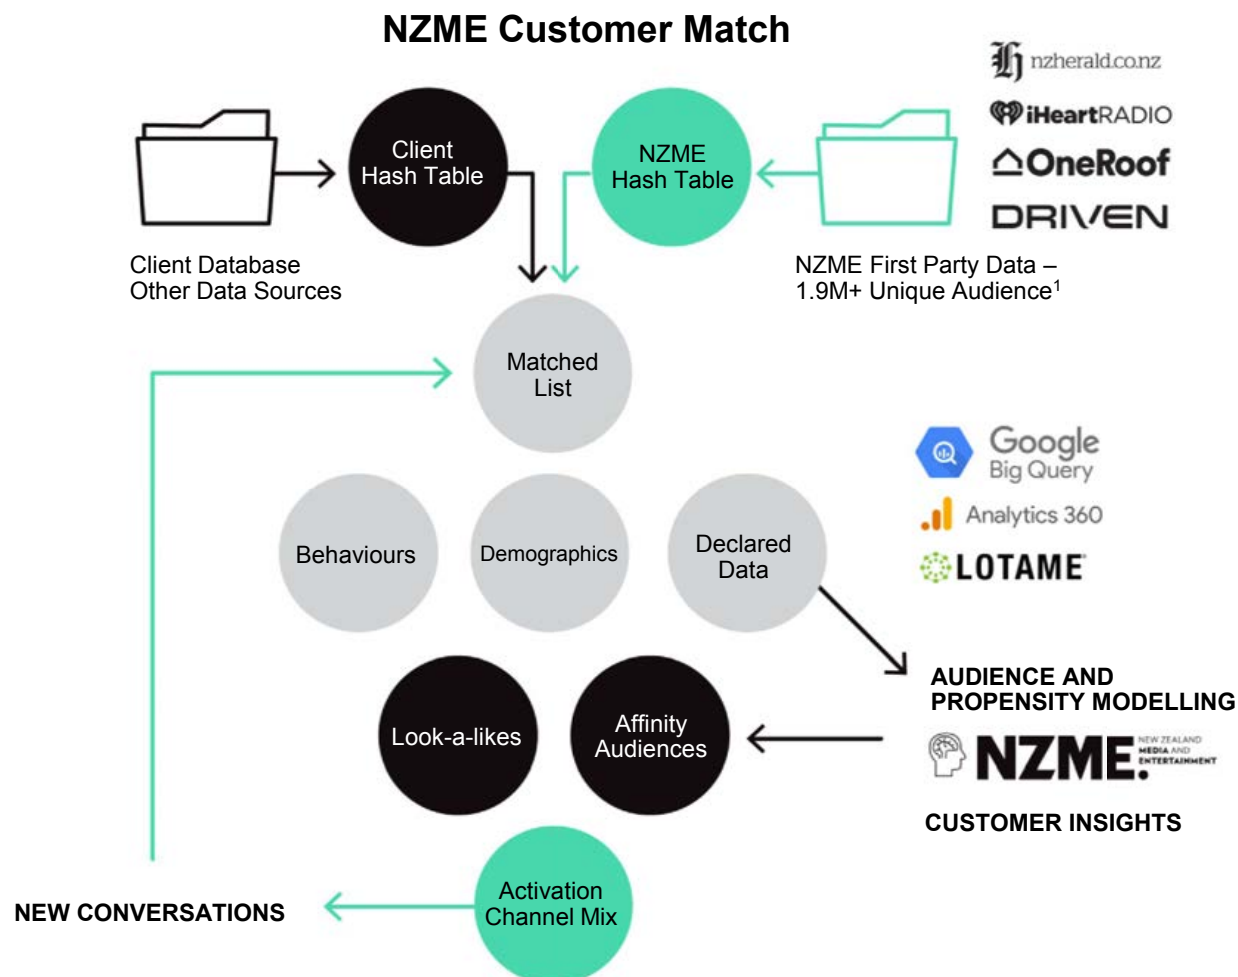 NZME Customer Match
nzherald.co.nz
iHeartRADIO
OneRoof
DRIVEN
Client
Hash Table
NZME
Hash Table
Client Database
Other Data Sources
NZME First Party Data –
1.9M+ Unique Audience¹
Matched
List
Google
Big Query
Analytics 360
LOTAME
Behaviours
Demographics
Declared
Data
AUDIENCE AND
PROPENSITY MODELLING
Look-a-likes
Affinity
Audiences
NZME.
NEW ZEALAND
MEDIA AND
ENTERTAINMENT
CUSTOMER INSIGHTS
Activation
Channel Mix
NEW CONVERSATIONS